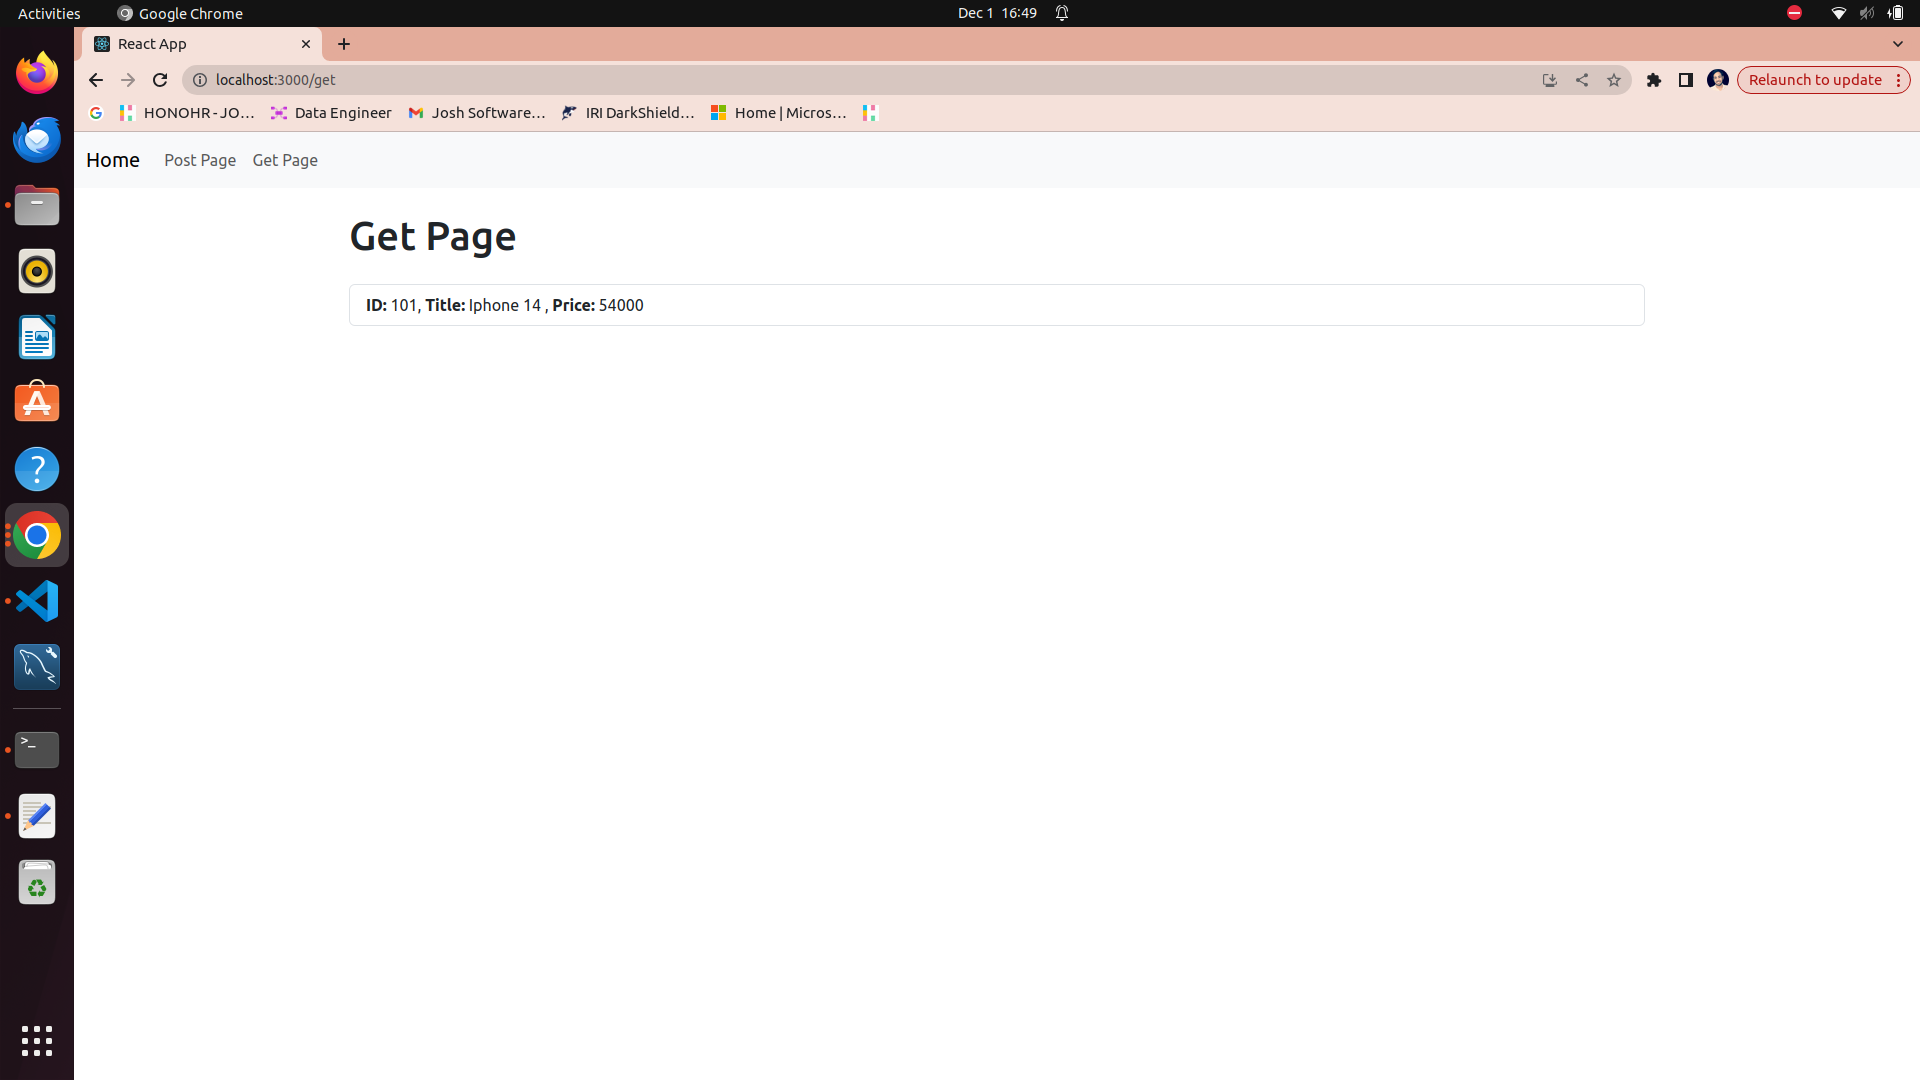 Activities Google Chrome Dec 1 16:49
React App
localhost:3000/get Relaunch to update
HONOHR - JO... Data Engineer Josh Software... IRI DarkShield... Home | Micros...
Home Post Page Get Page
Get Page
ID: 101, Title: Iphone 14 , Price: 54000